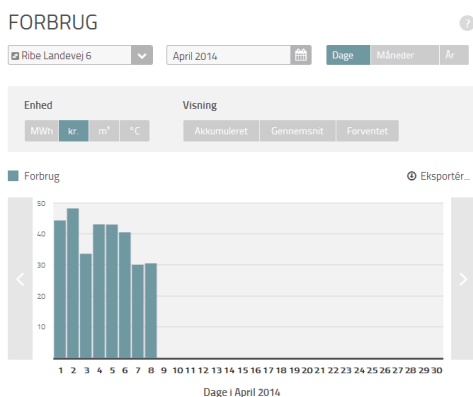 FORBRUG
?
Ribe Landevej 6 April 2014 Dage Måneder År
Enhed Visning
MWh kr. m³ °C Akkumuleret Gennemsnit Forventet
Forbrug Eksportér...
50
40
30
20
10
1 2 3 4 5 6 7 8 9 10 11 12 13 14 15 16 17 18 19 20 21 22 23 24 25 26 27 28 29 30
Dage i April 2014